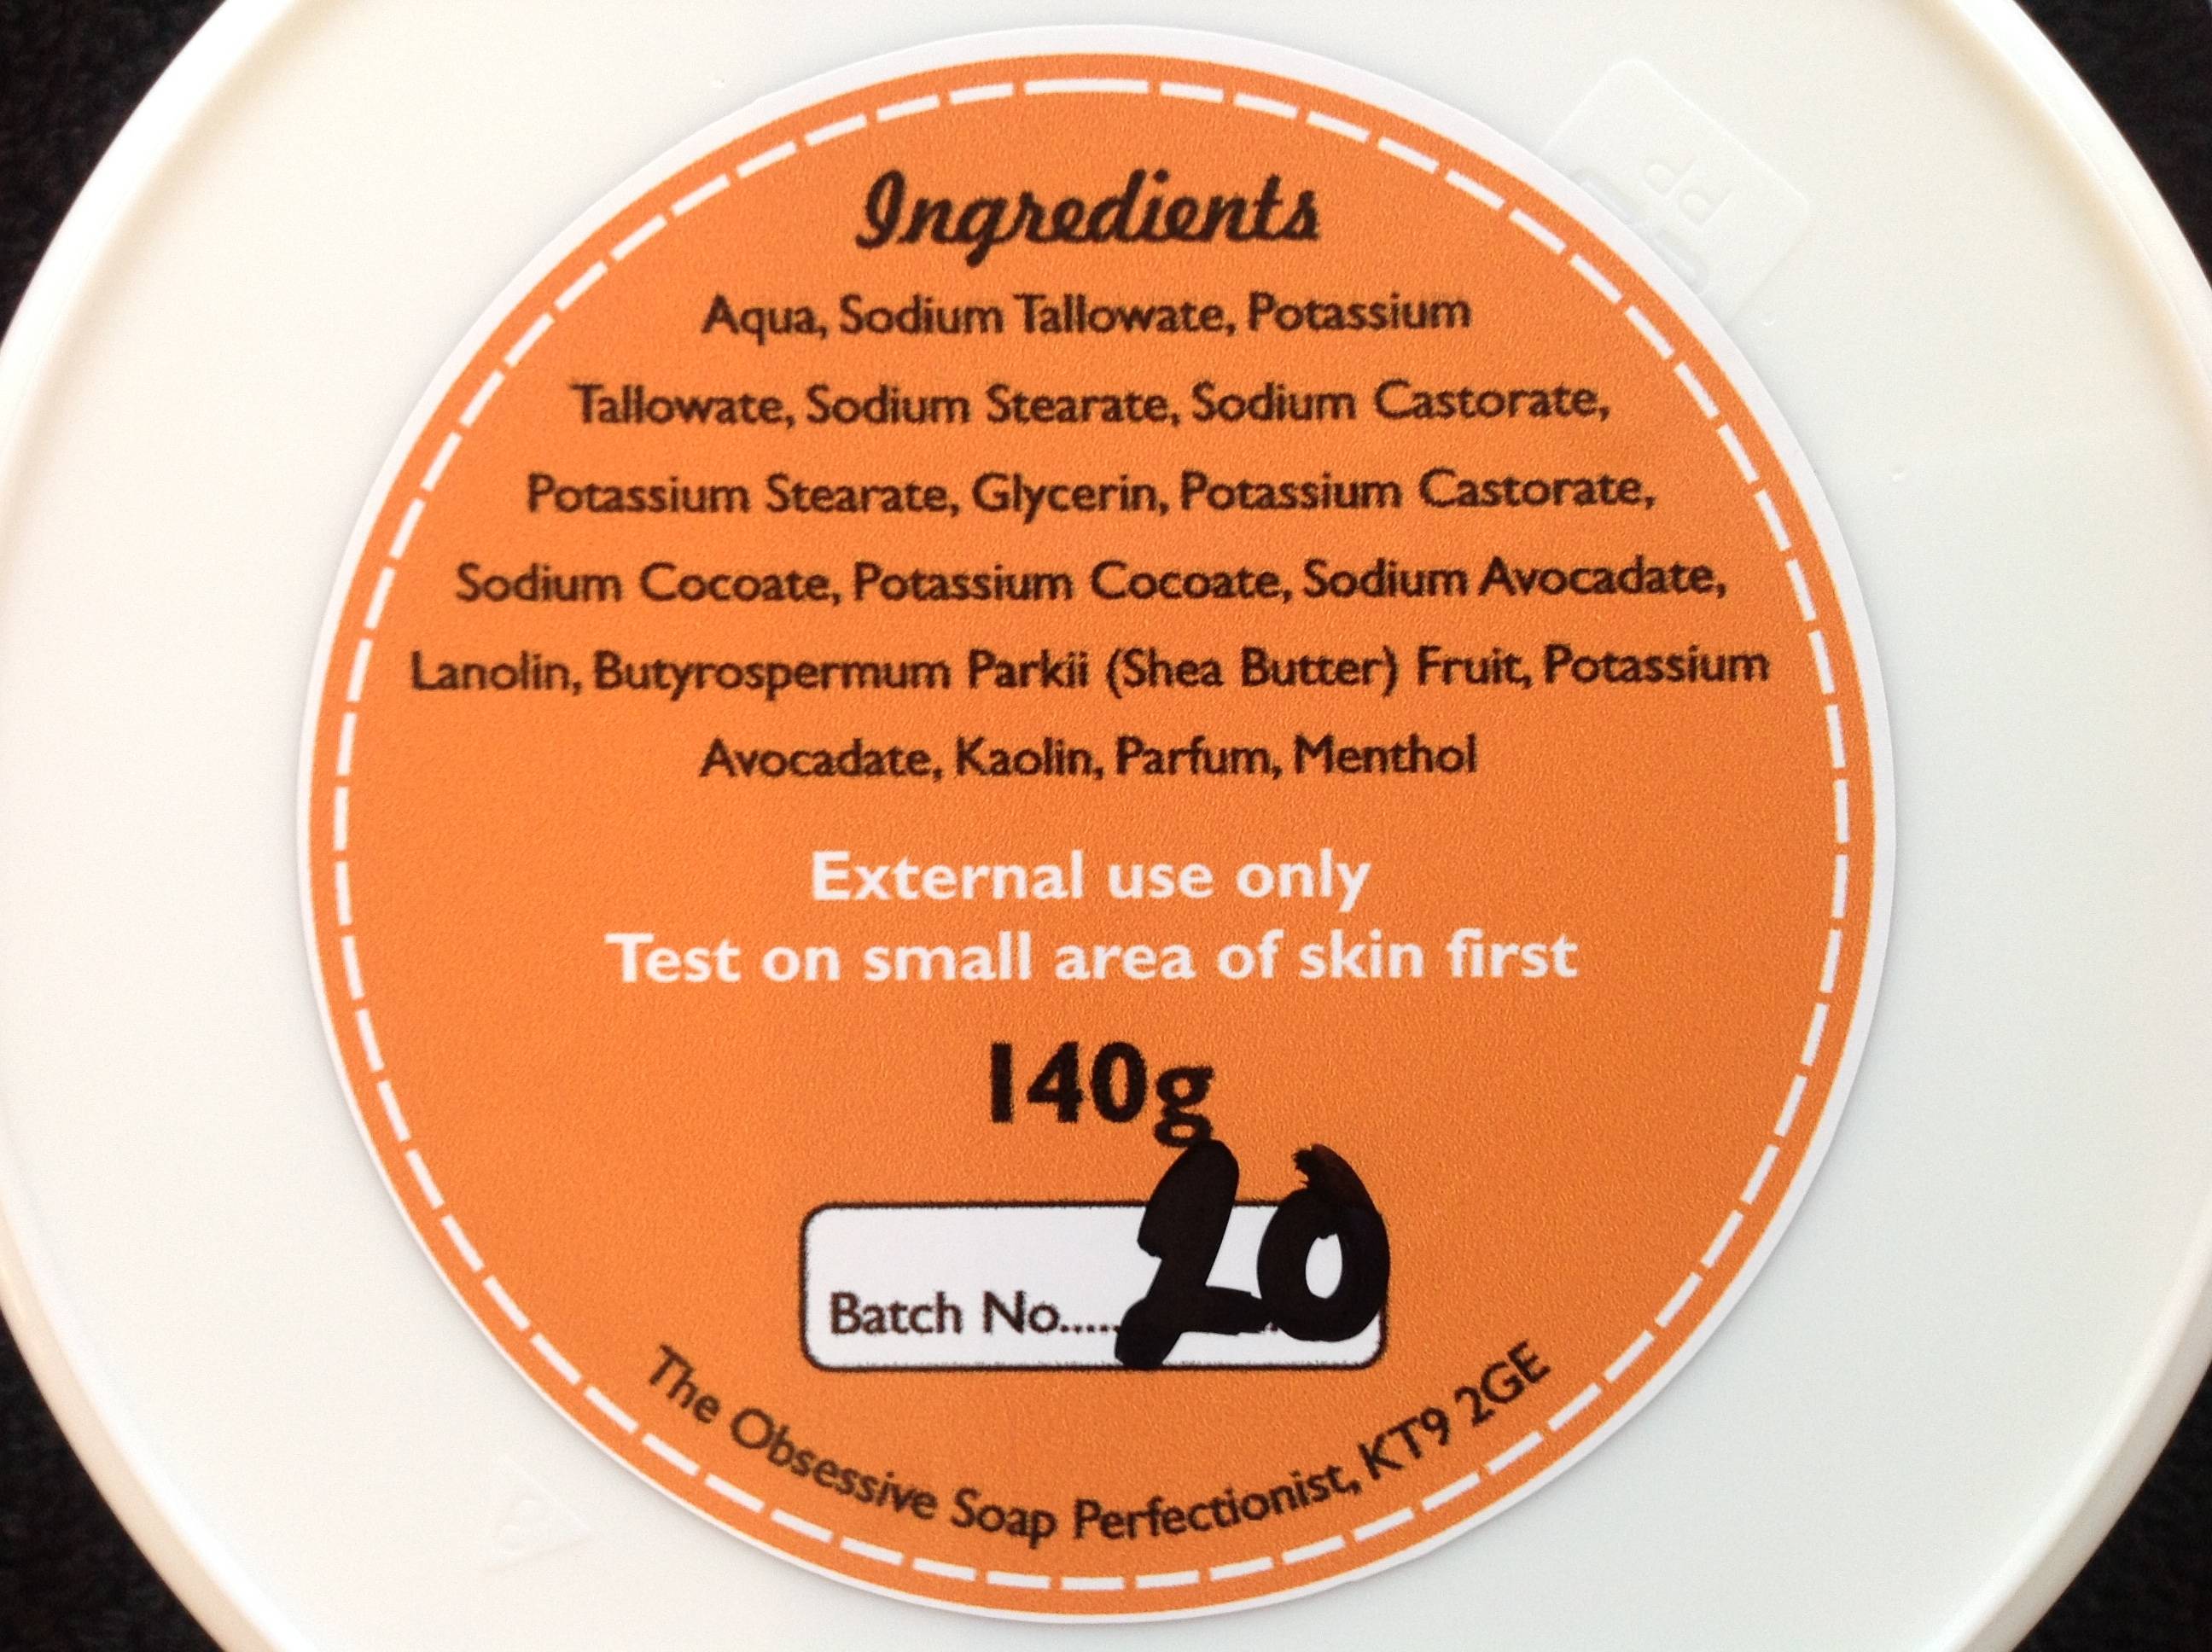 Ingredients
Aqua, Sodium Tallowate, Potassium
Tallowate, Sodium Stearate, Sodium Castorate,
Potassium Stearate, Glycerin, Potassium Castorate,
Sodium Cocoate, Potassium Cocoate, Sodium Avocadate,
Lanolin, Butyrospermum Parkii (Shea Butter) Fruit, Potassium
Avocadate, Kaolin, Parfum, Menthol
External use only
Test on small area of skin first
140g
Batch No..... 20
The Obsessive Soap Perfectionist, KT9 2GE
PP